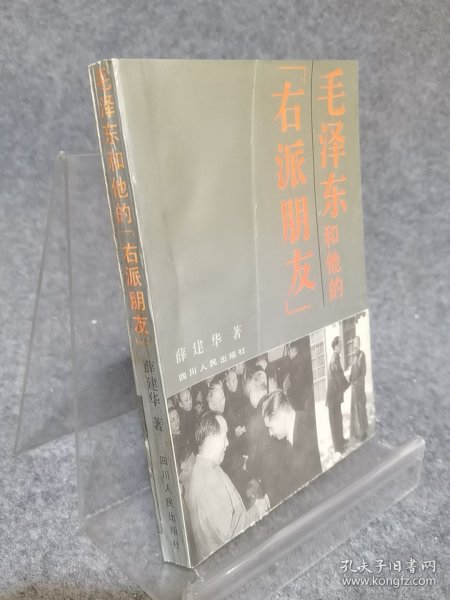 毛泽东和他的
「右派朋友」
薛建华 著
四川人民出版社
毛泽东和他的「右派朋友」
薛建华 著
四川人民出版社
孔夫子旧书网
www.kongfz.com